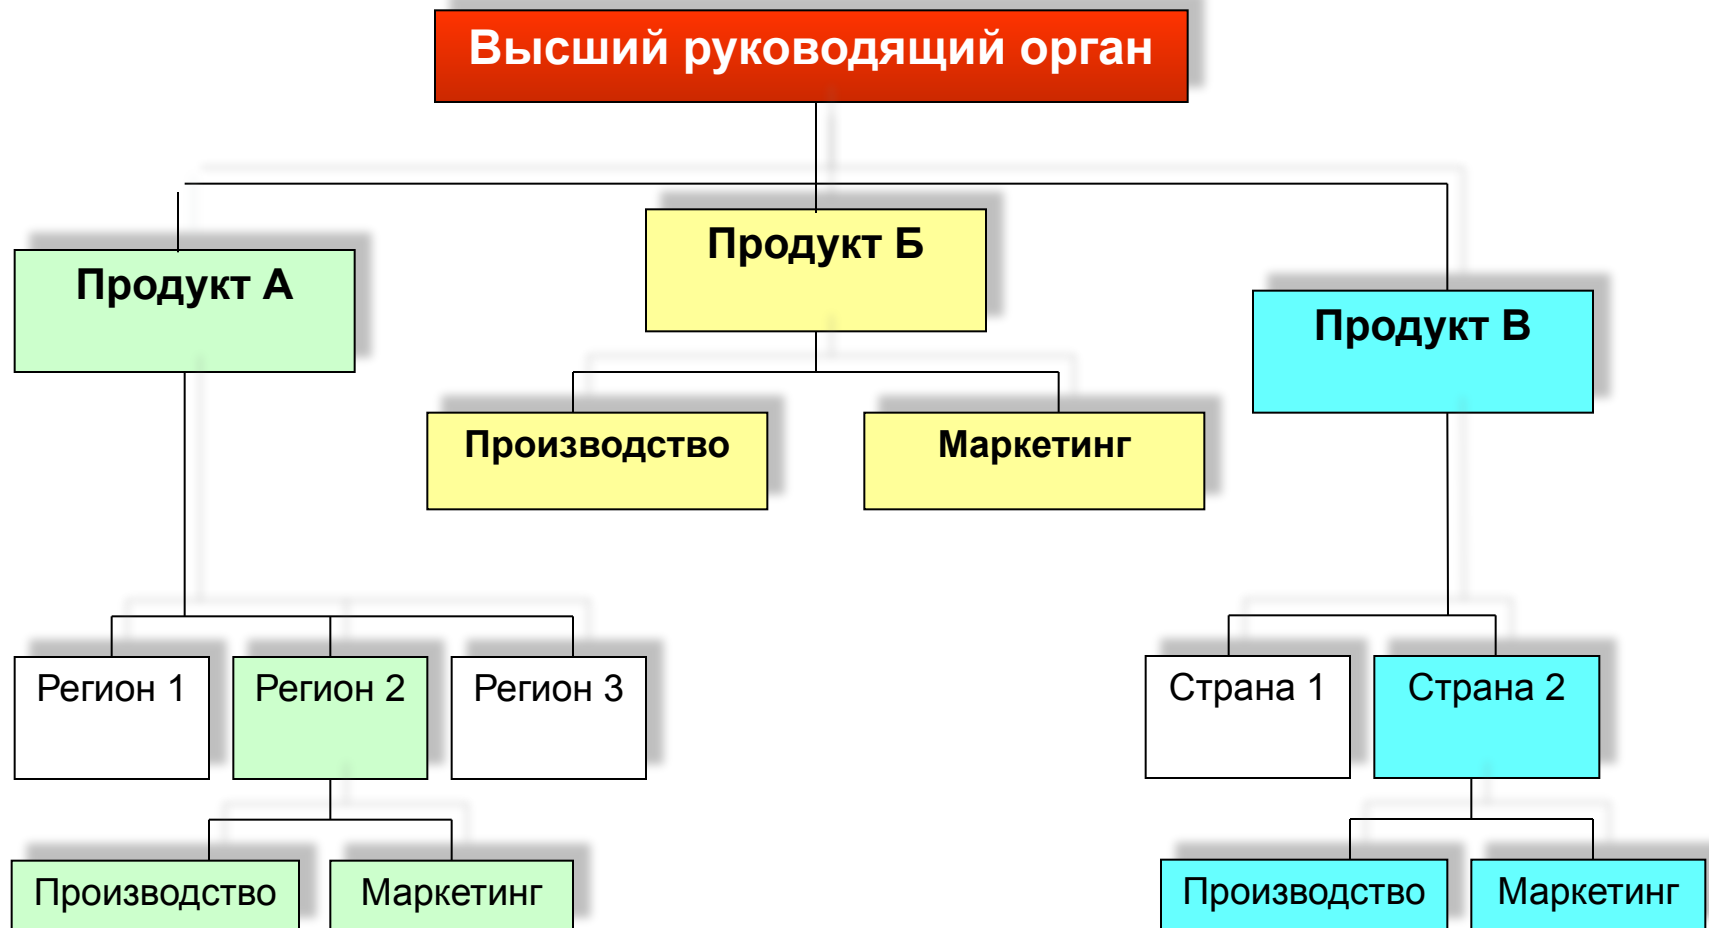 Высший руководящий орган
Продукт А
Продукт Б
Продукт В
Производство
Маркетинг
Регион 1
Регион 2
Регион 3
Страна 1
Страна 2
Производство
Маркетинг
Производство
Маркетинг